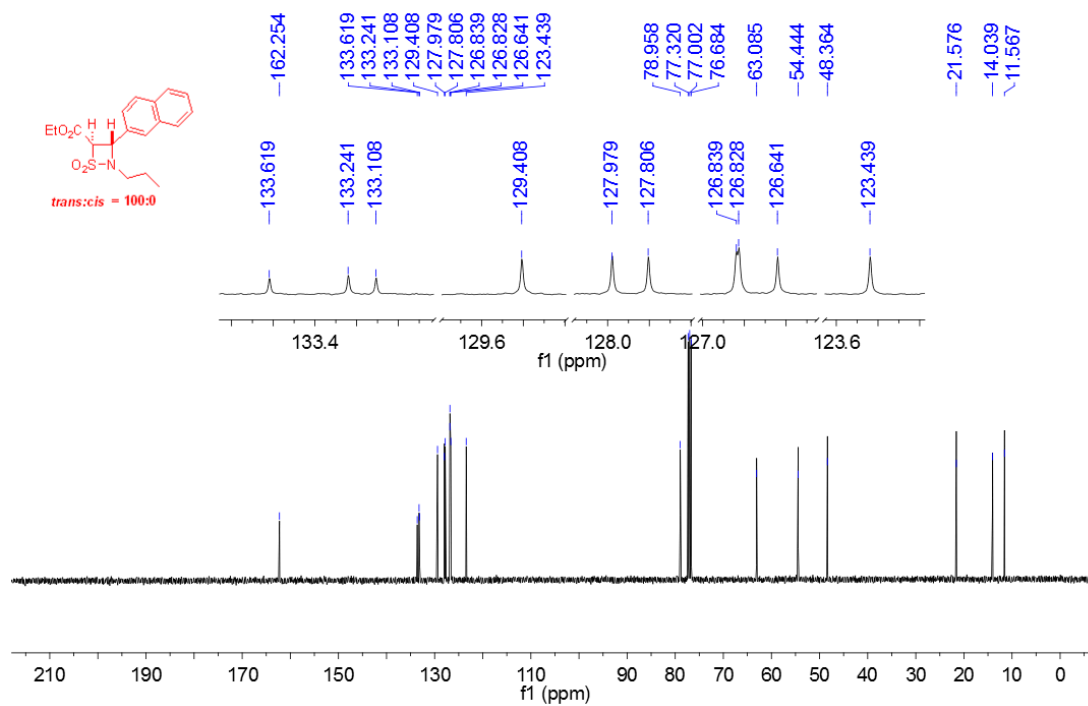 162.254
133.619
133.241
133.108
129.408
127.979
127.806
126.839
126.828
126.641
123.439
78.958
77.320
77.002
76.684
63.085
54.444
48.364
21.576
14.039
11.567
EtO2C
H
H
O2
S
N
trans:cis = 100:0
133.619
133.241
133.108
129.408
127.979
127.806
126.839
126.828
126.641
123.439
133.4 129.6 128.0 127.0 123.6
f1 (ppm)
210 190 170 150 130 110 90 80 70 60 50 40 30 20 10 0
f1 (ppm)